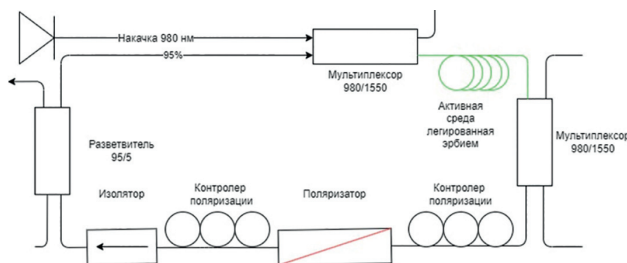 Накачка 980 нм
95%
Мультиплексор
980/1550
Активная
среда
легированная
эрбием
Мультиплексор
980/1550
Разветвитель
95/5
Изолятор
Контролер
поляризации
Поляризатор
Контролер
поляризации